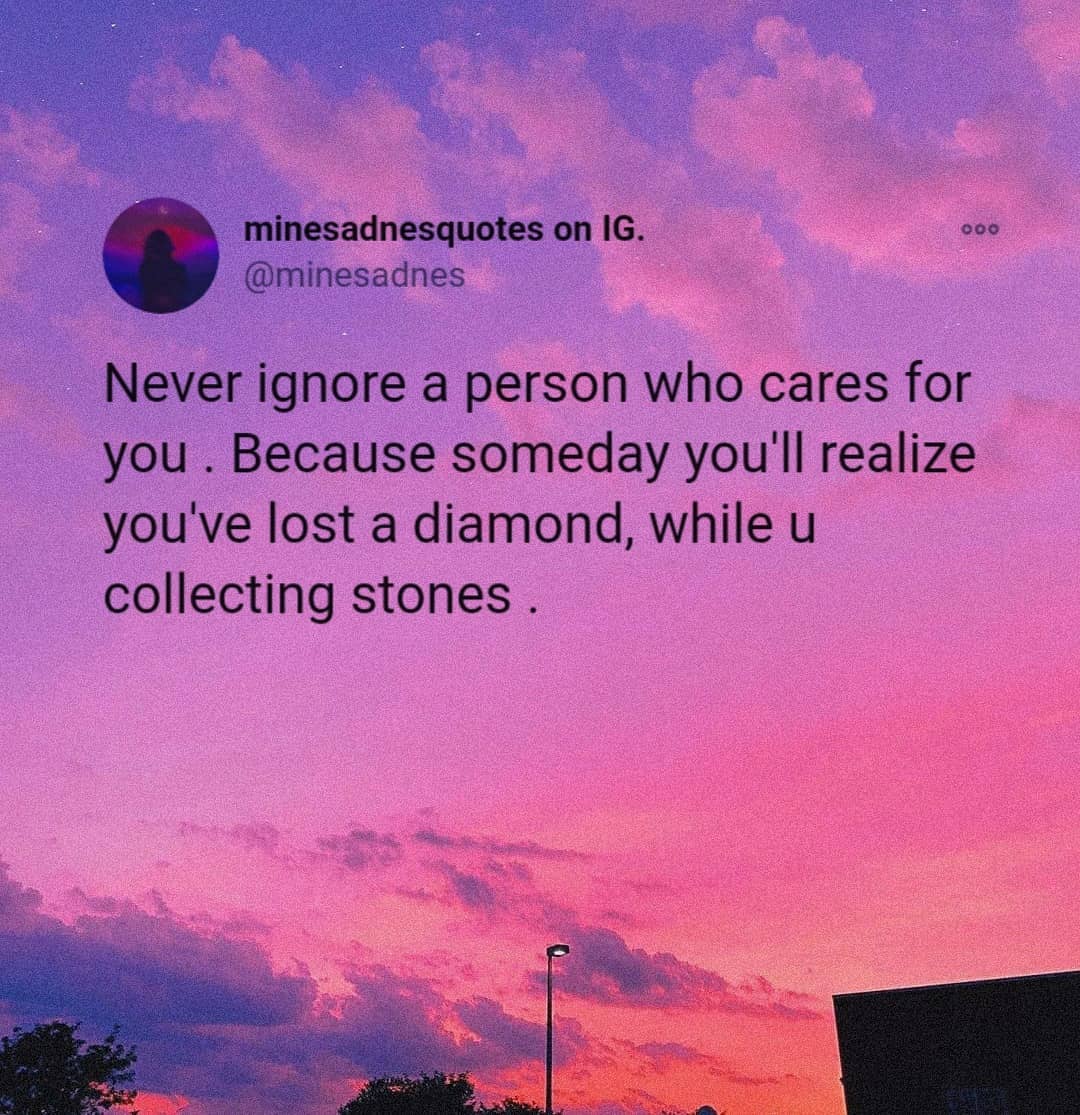 minesadnesquotes on IG.
@minesadnes
Never ignore a person who cares for
you . Because someday you'll realize
you've lost a diamond, while u
collecting stones .